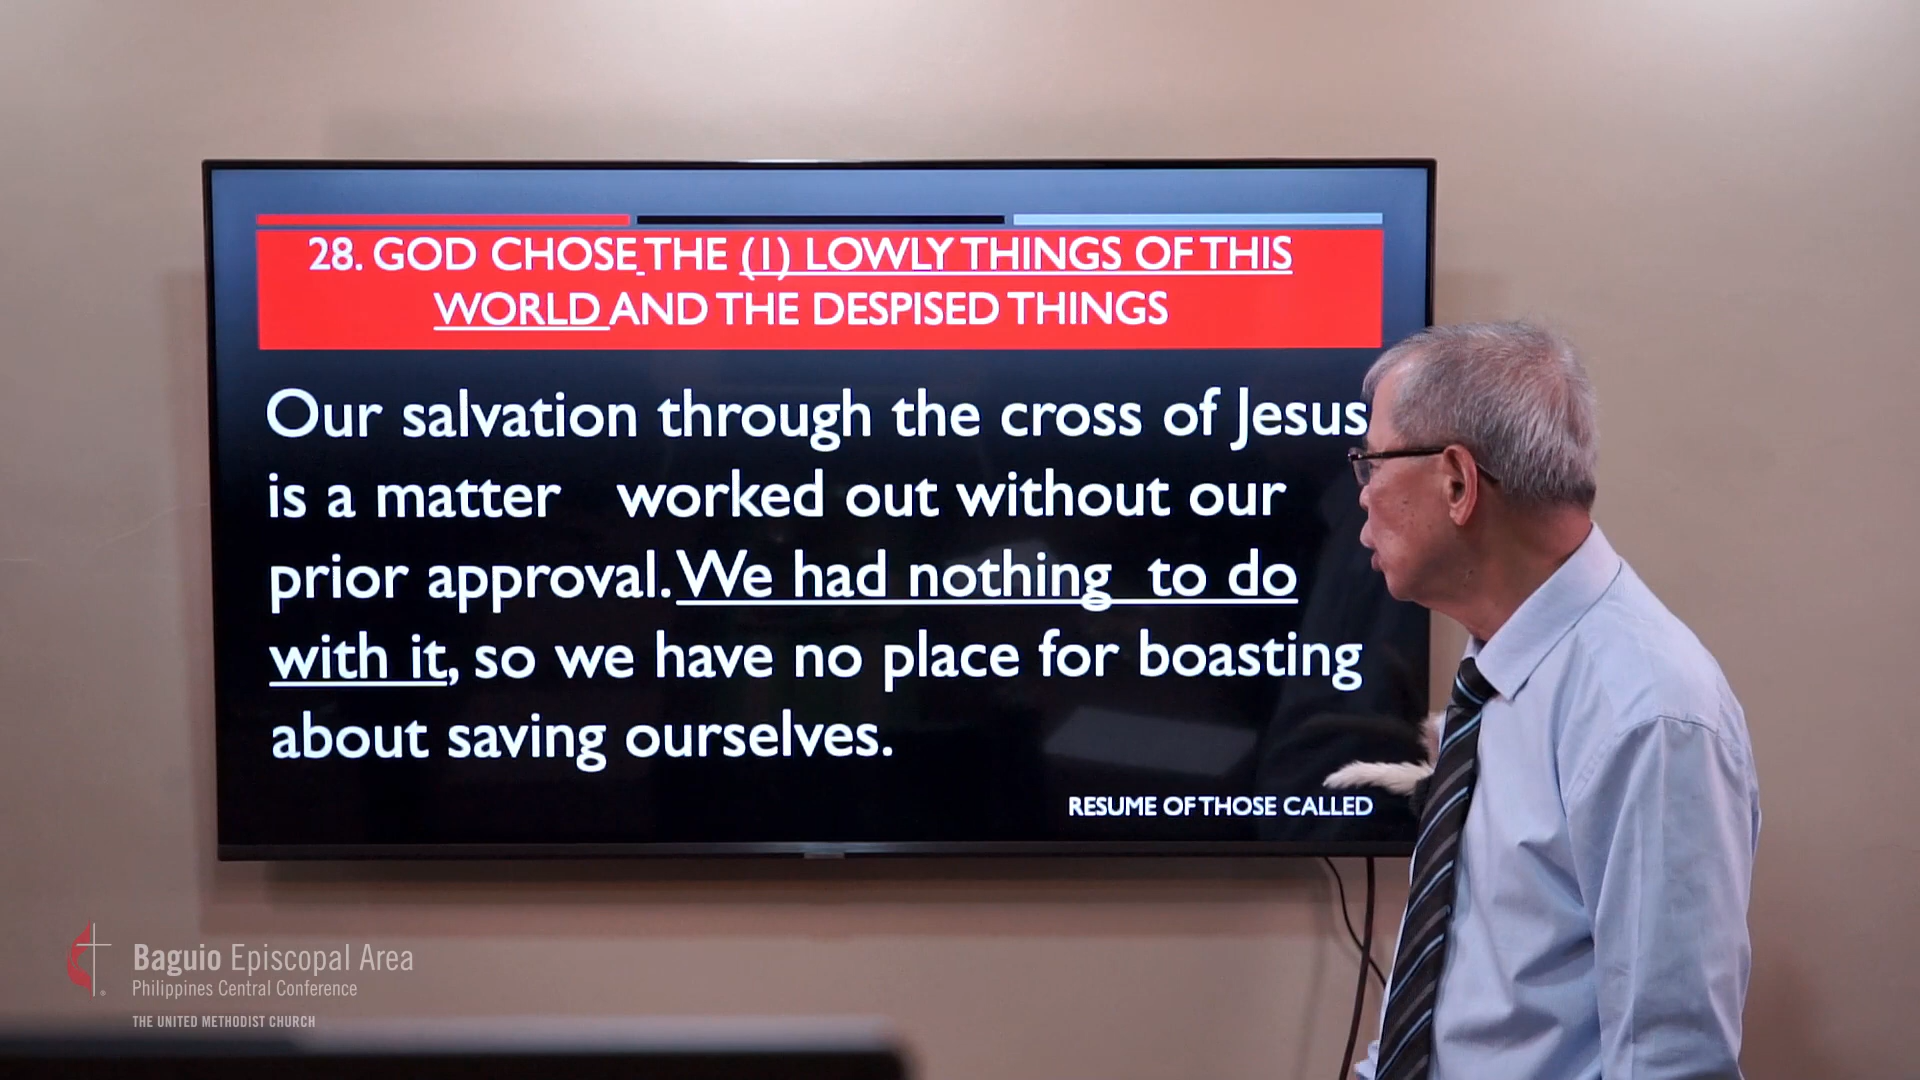 28. GOD CHOSE THE (1) LOWLY THINGS OF THIS
WORLD AND THE DESPISED THINGS
Our salvation through the cross of Jesus
is a matter worked out without our
prior approval. We had nothing to do
with it, so we have no place for boasting
about saving ourselves.
RESUME OF THOSE CALLED
Baguio Episcopal Area
Philippines Central Conference
THE UNITED METHODIST CHURCH